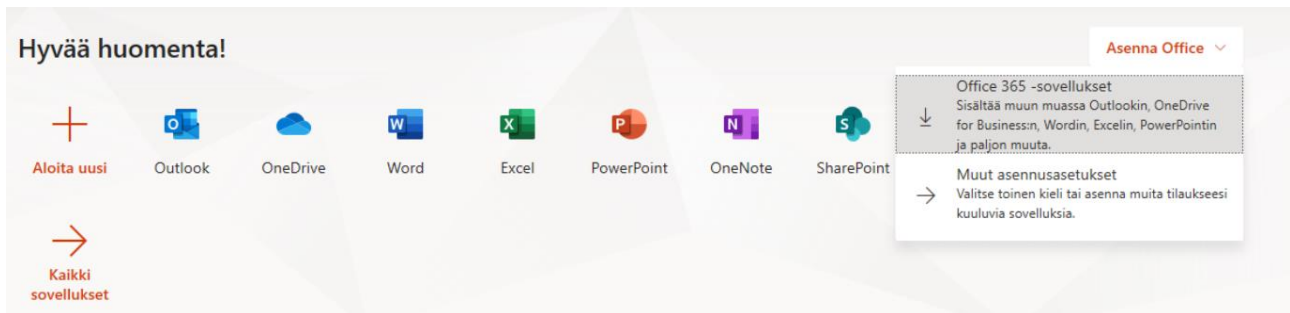 Hyvää huomenta!
Asenna Office
Office 365 -sovellukset
Sisältää muun muassa Outlookin, OneDrive
for Business:n, Wordin, Excelin, PowerPointin
ja paljon muuta.
Muut asennusasetukset
Valitse toinen kieli tai asenna muita tilaukseesi
kuuluvia sovelluksia.
Aloita uusi
Outlook
OneDrive
Word
Excel
PowerPoint
OneNote
SharePoint
Kaikki
sovellukset